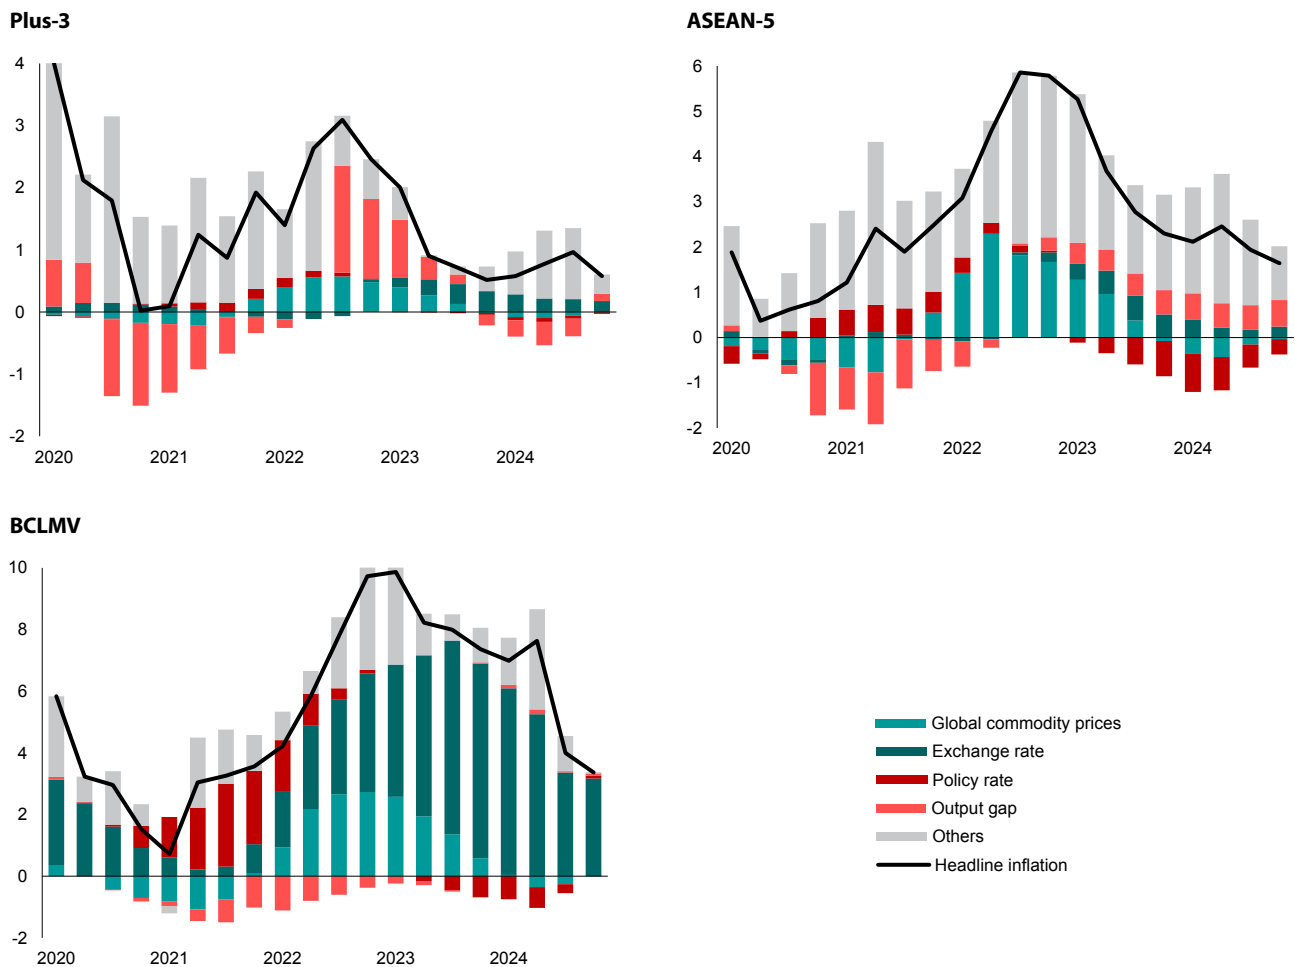 Plus-3
4
3
2
1
0
-1
-2
2020 2021 2022 2023 2024
ASEAN-5
6
5
4
3
2
1
0
-1
-2
2020 2021 2022 2023 2024
BCLMV
10
8
6
4
2
0
-2
2020 2021 2022 2023 2024
Global commodity prices
Exchange rate
Policy rate
Output gap
Others
Headline inflation